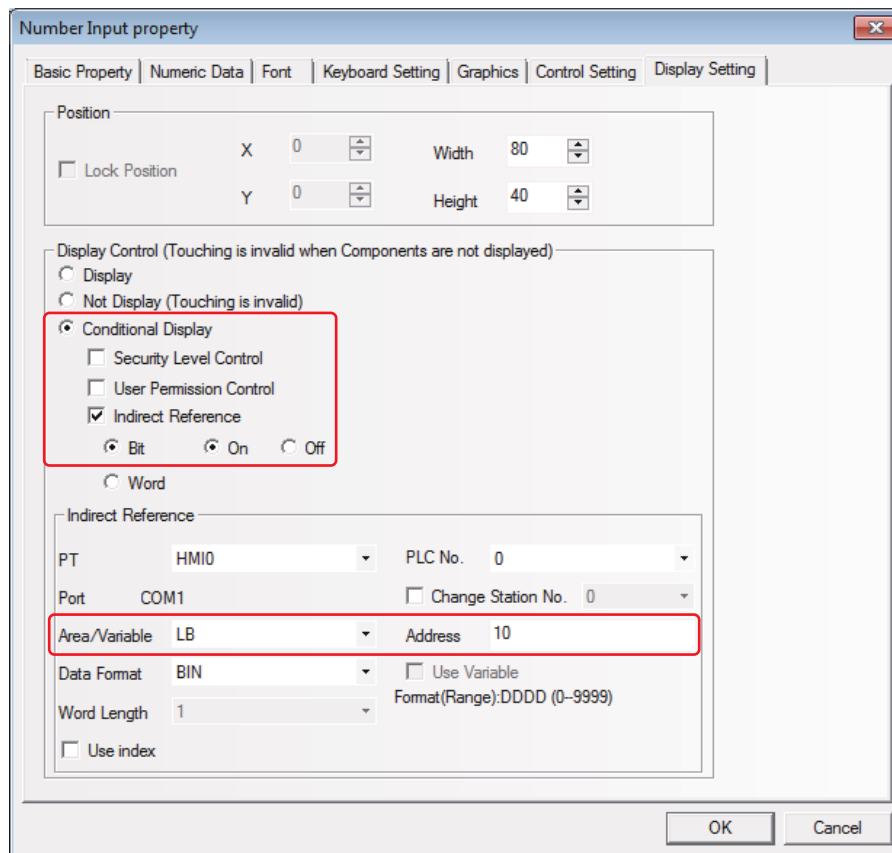 Number Input property
Basic Property Numeric Data Font Keyboard Setting Graphics Control Setting Display Setting
Position
Lock Position
X 0 Width 80
Y 0 Height 40
Display Control (Touching is invalid when Components are not displayed)
Display
Not Display (Touching is invalid)
Conditional Display
Security Level Control
User Permission Control
Indirect Reference
Bit On Off
Word
Indirect Reference
PT HMI0 PLC No. 0
Port COM1 Change Station No. 0
Area/Variable LB Address 10
Data Format BIN Use Variable
Format(Range):DDDD (0--9999)
Word Length 1
Use index
OK Cancel